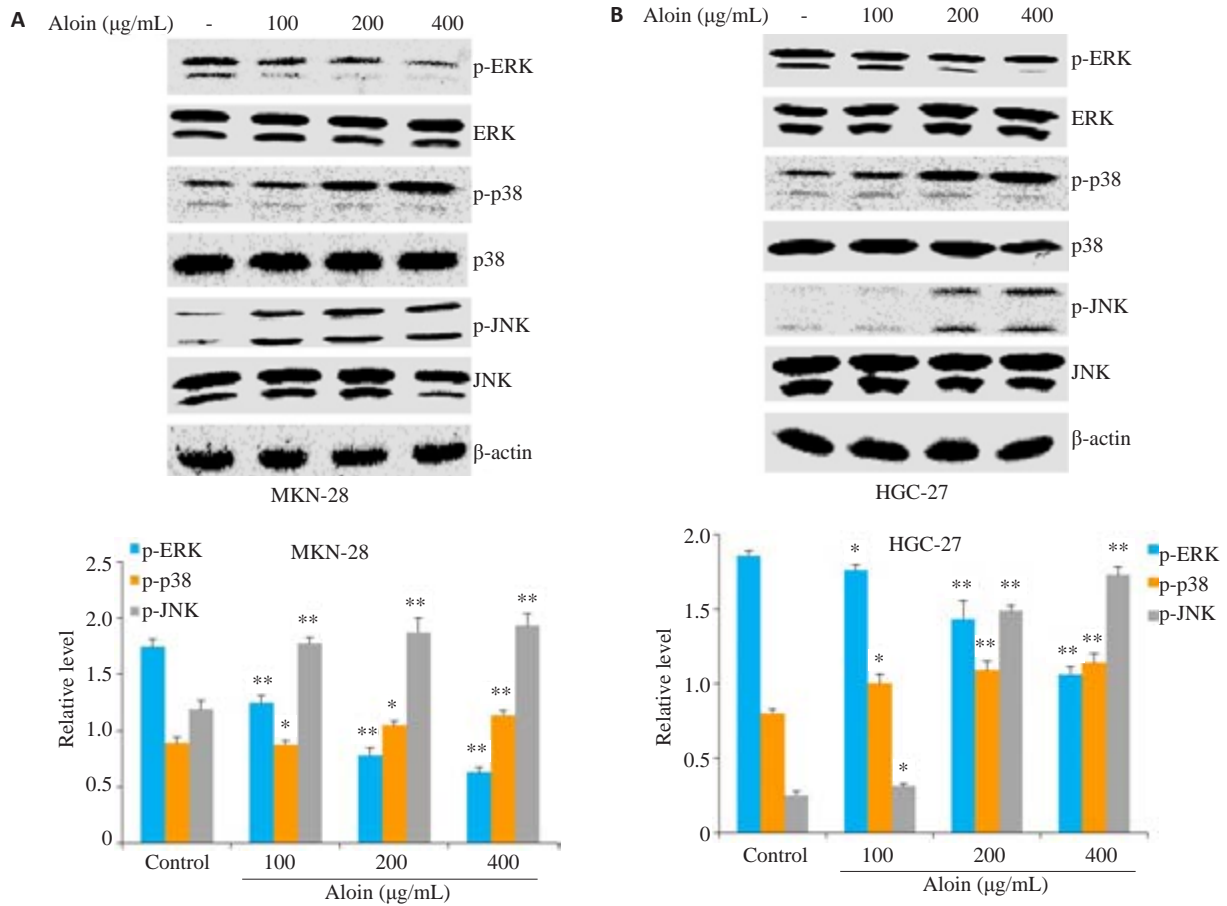 A
Aloin (μg/mL) - 100 200 400
p-ERK
ERK
p-p38
p38
p-JNK
JNK
β-actin
MKN-28
B
Aloin (μg/mL) - 100 200 400
p-ERK
ERK
p-p38
p38
p-JNK
JNK
β-actin
HGC-27
MKN-28
p-ERK
p-p38
p-JNK
Relative level
2.5
2.0
1.5
1.0
0.5
0
** * **
** * **
** ** **
Control 100 200 400
Aloin (μg/mL)
HGC-27
p-ERK
p-p38
p-JNK
Relative level
2.0
1.5
1.0
0.5
0
* * *
** ** **
** ** **
Control 100 200 400
Aloin (μg/mL)